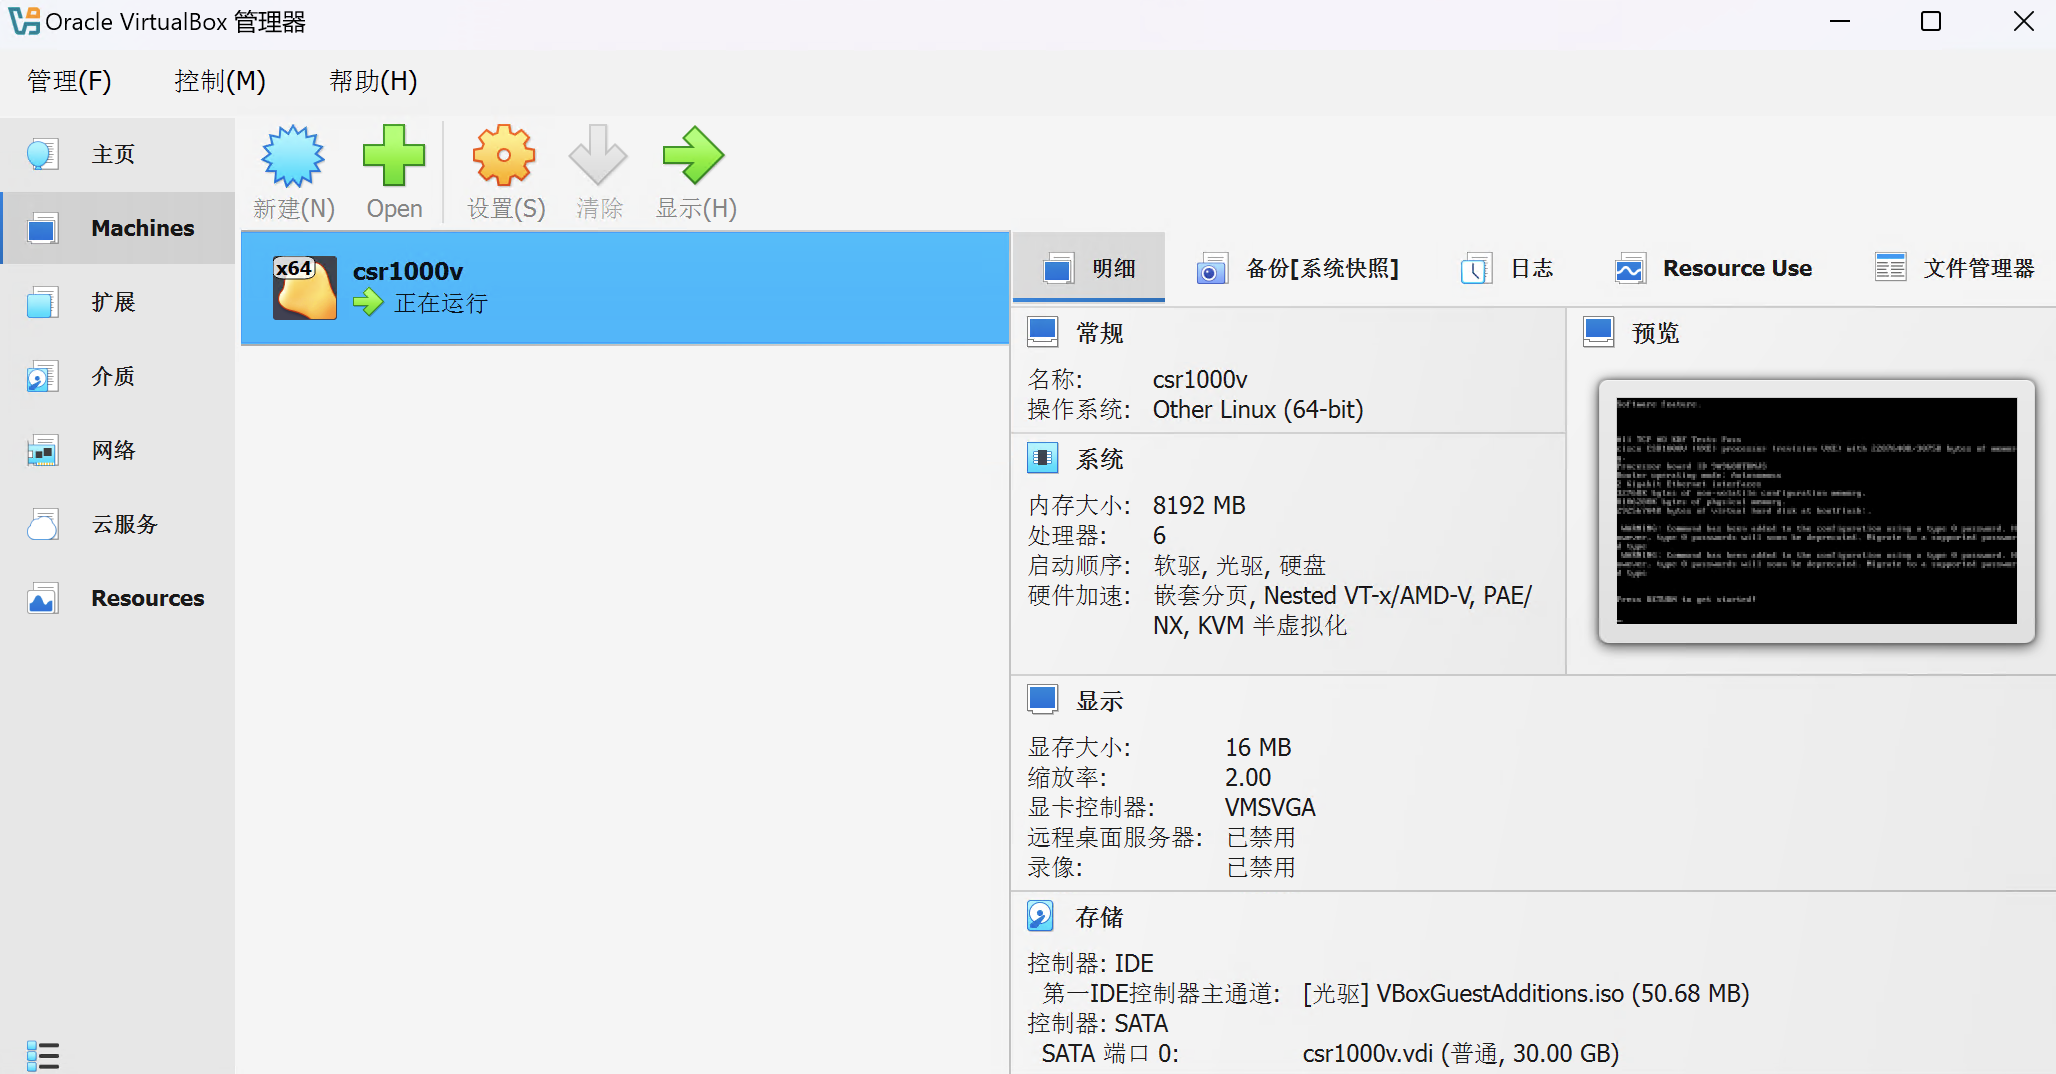 Oracle VirtualBox 管理器
管理(F) 控制(M) 帮助(H)
主页
Machines
扩展
介质
网络
云服务
Resources
新建(N) Open 设置(S) 清除 显示(H)
x64
csr1000v
正在运行
明细 备份[系统快照] 日志 Resource Use 文件管理器
常规
名称: csr1000v
操作系统: Other Linux (64-bit)
系统
内存大小: 8192 MB
处理器: 6
启动顺序: 软驱, 光驱, 硬盘
硬件加速: 嵌套分页, Nested VT-x/AMD-V, PAE/
NX, KVM 半虚拟化
预览
Software feature.
Press RETURN to get started!
显示
显存大小: 16 MB
缩放率: 2.00
显卡控制器: VMSVGA
远程桌面服务器: 已禁用
录像: 已禁用
存储
控制器: IDE
第一IDE控制器主通道: [光驱] VBoxGuestAdditions.iso (50.68 MB)
控制器: SATA
SATA 端口 0: csr1000v.vdi (普通, 30.00 GB)